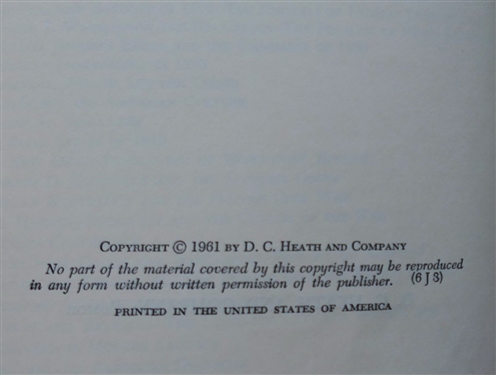 COPYRIGHT © 1961 BY D. C. HEATH AND COMPANY
No part of the material covered by this copyright may be reproduced
in any form without written permission of the publisher. (6 J 3)
PRINTED IN THE UNITED STATES OF AMERICA